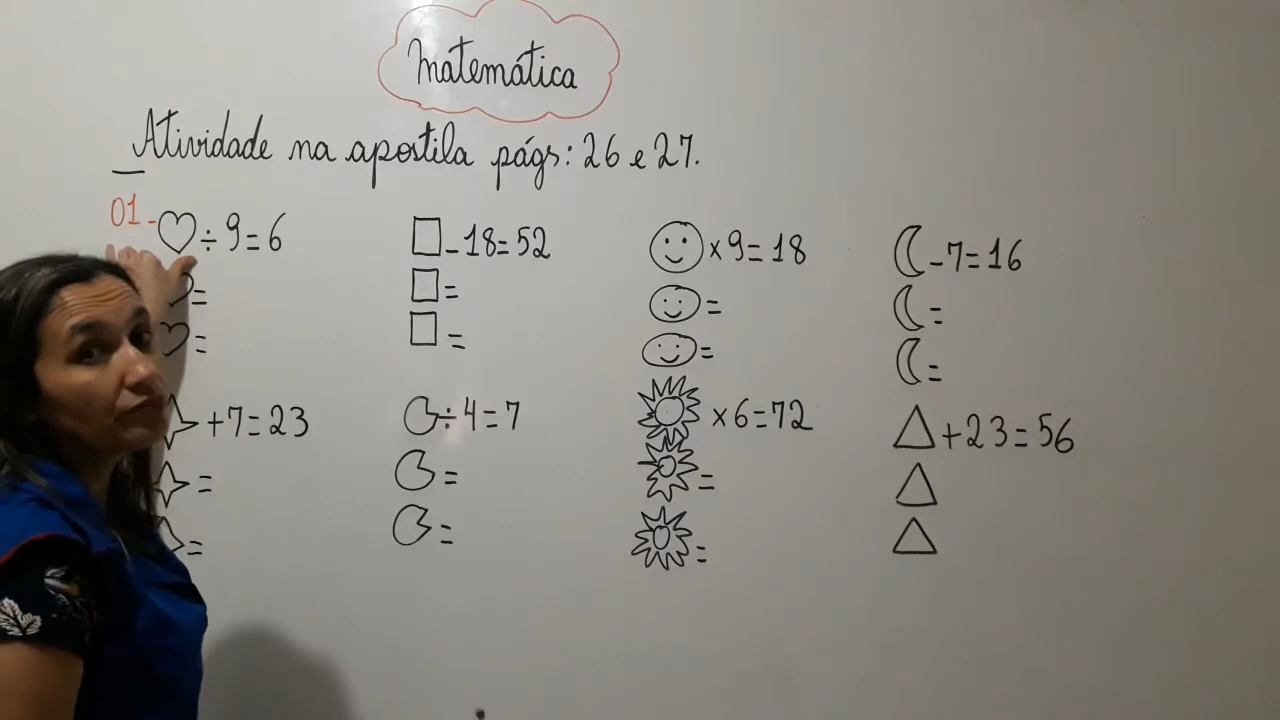 Matemática
Atividade na apostila págs: 26 e 27.
01-
♡ ÷ 9 = 6
♡ =
♡ =
□ - 18 = 52
□ =
□ =
☺ × 9 = 18
☺ =
☺ =
☾ - 7 = 16
☾ =
☾ =
✧ + 7 = 23
✧ =
✧ =
÷ 4 = 7
=
=
☼ × 6 = 72
☼ =
☼ =
△ + 23 = 56
△
△